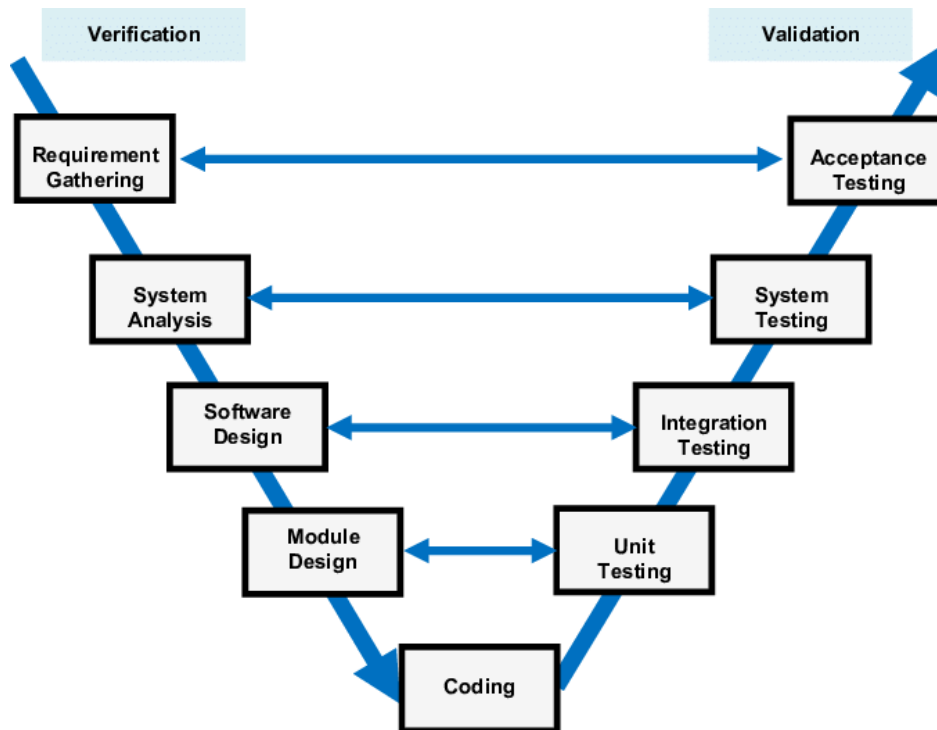 Verification
Validation
Requirement
Gathering
Acceptance
Testing
System
Analysis
System
Testing
Software
Design
Integration
Testing
Module
Design
Unit
Testing
Coding